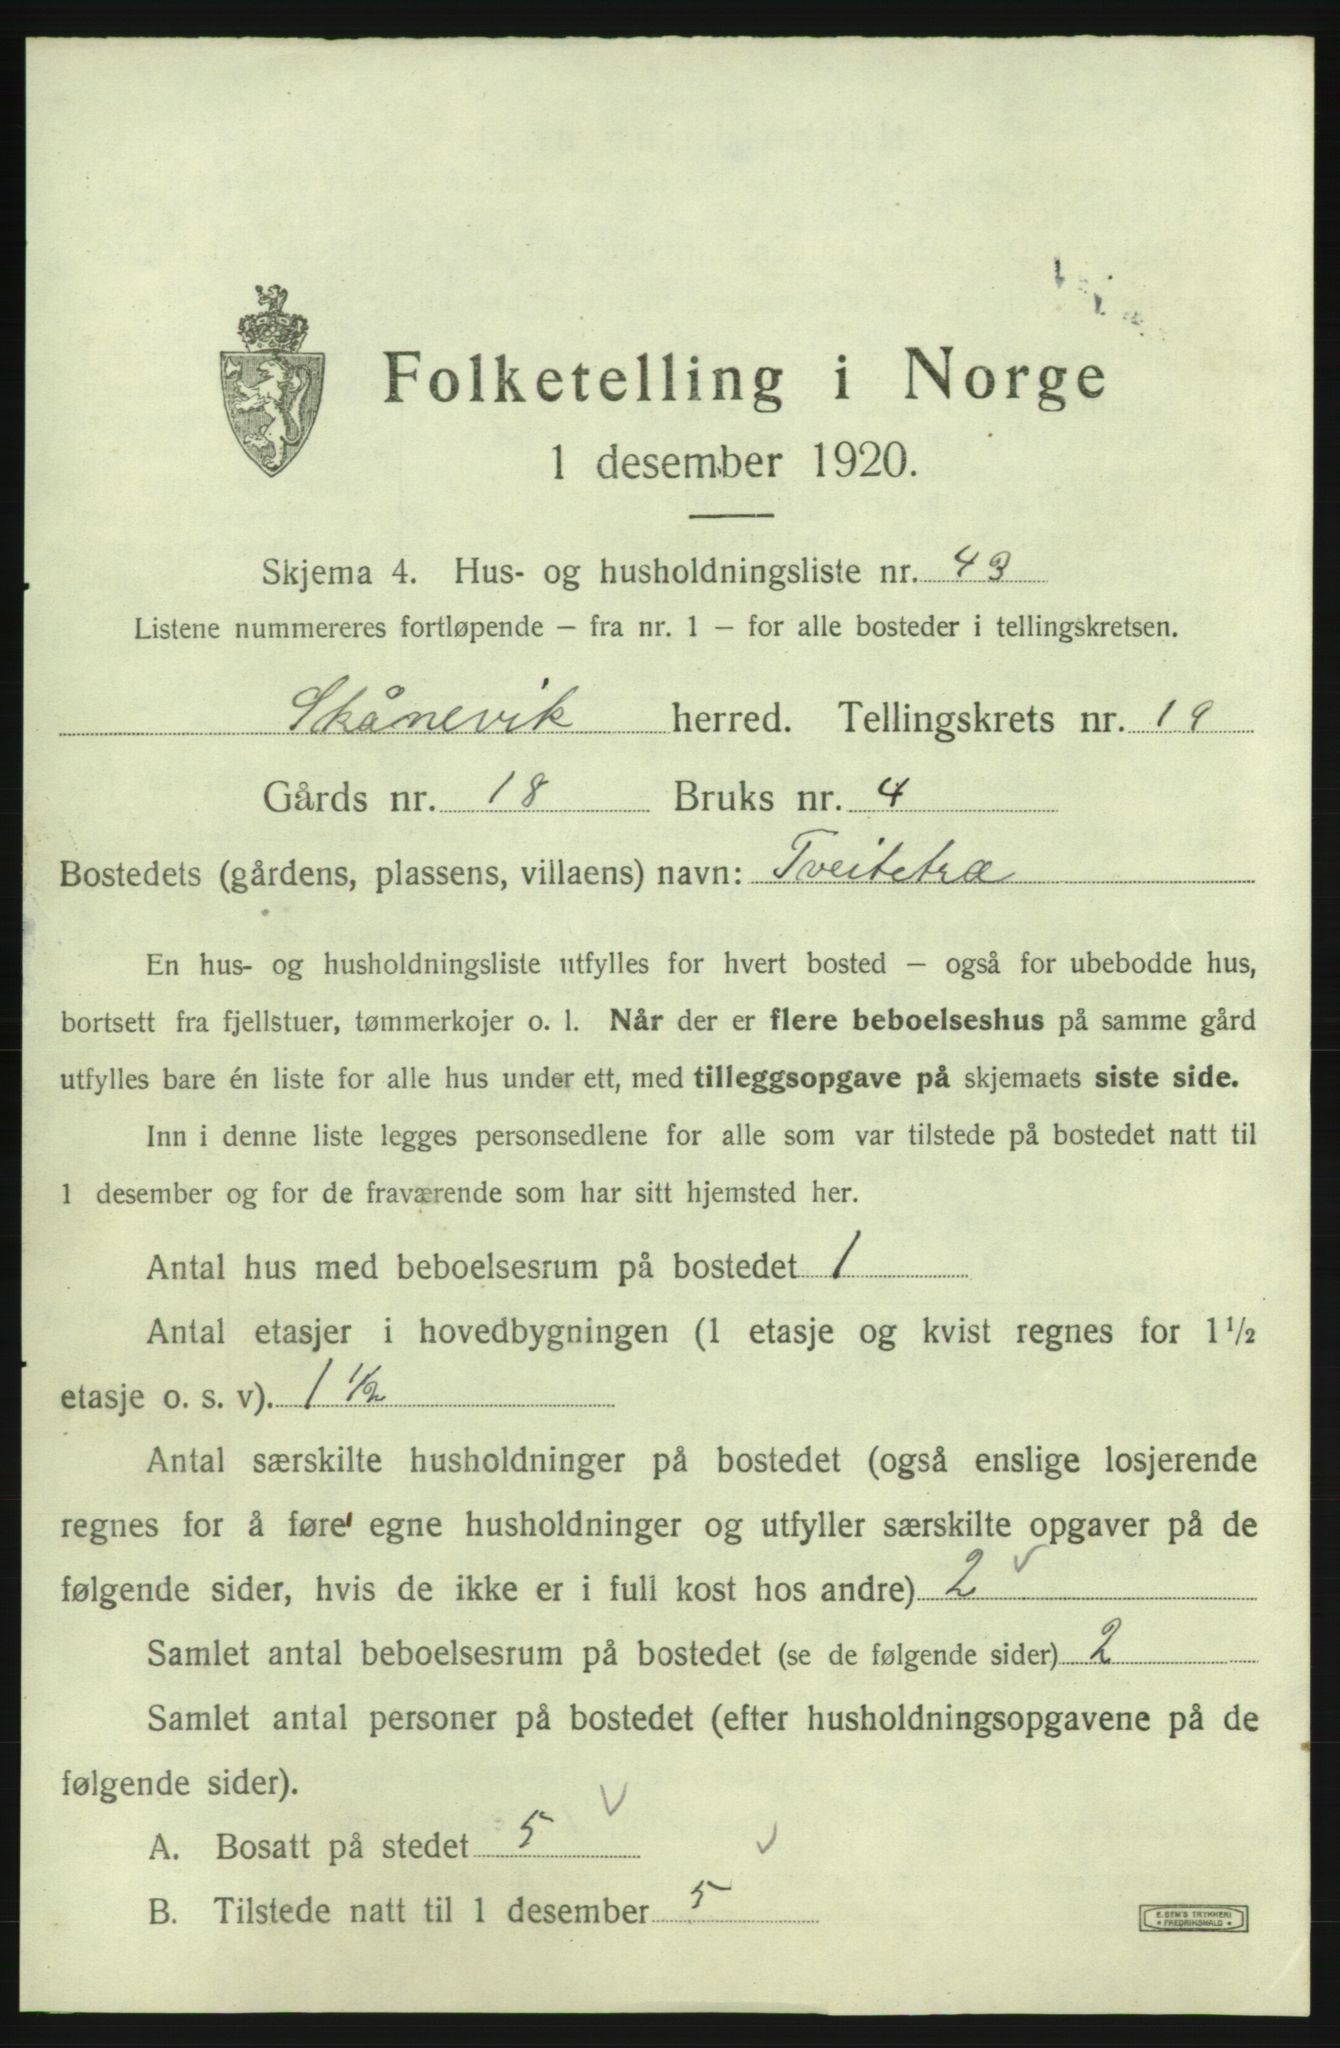 Folketelling i Norge
1 desember 1920.
Skjema 4. Hus- og husholdningsliste nr. 43
Listene nummereres fortløpende – fra nr. 1 – for alle bosteder i tellingskretsen.
Skånevik herred. Tellingskrets nr. 19
Gårds nr. 18 Bruks nr. 4
Bostedets (gårdens, plassens, villaens) navn: Tveitetræ
En hus- og husholdningsliste utfylles for hvert bosted – også for ubebodde hus,
bortsett fra fjellstuer, tømmerkojer o. l. Når der er flere beboelseshus på samme gård
utfylles bare én liste for alle hus under ett, med tilleggsopgave på skjemaets siste side.
Inn i denne liste legges personsedlene for alle som var tilstede på bostedet natt til
1 desember og for de fraværende som har sitt hjemsted her.
Antal hus med beboelsesrum på bostedet 1
Antal etasjer i hovedbygningen (1 etasje og kvist regnes for 1 1/2
etasje o. s. v). 1 1/2
Antal særskilte husholdninger på bostedet (også enslige losjerende
regnes for å føre egne husholdninger og utfyller særskilte opgaver på de
følgende sider, hvis de ikke er i full kost hos andre) 2
Samlet antal beboelsesrum på bostedet (se de følgende sider) 2
Samlet antal personer på bostedet (efter husholdningsopgavene på de
følgende sider).
A. Bosatt på stedet 5
B. Tilstede natt til 1 desember 5
E. SEM'S TRYKKERI
• FREDRIKSHALD •